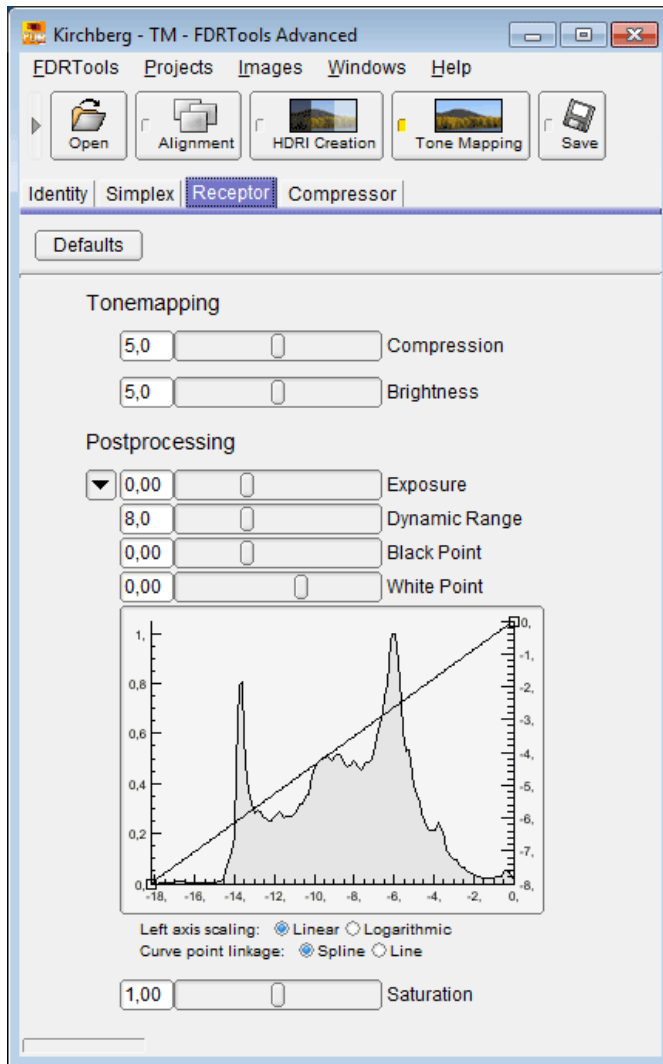 Kirchberg - TM - FDRTools Advanced
FDRTools Projects Images Windows Help
Open Alignment HDRI Creation Tone Mapping Save
Identity Simplex Receptor Compressor
Defaults
Tonemapping
5,0 Compression
5,0 Brightness
Postprocessing
0,00 Exposure
8,0 Dynamic Range
0,00 Black Point
0,00 White Point
1, 0,
-1,
0,8 -2,
-3,
0,6
-4,
0,4 -5,
-6,
0,2
-7,
0, -8,
-18, -16, -14, -12, -10, -8, -6, -4, -2, 0,
Left axis scaling: Linear Logarithmic
Curve point linkage: Spline Line
1,00 Saturation